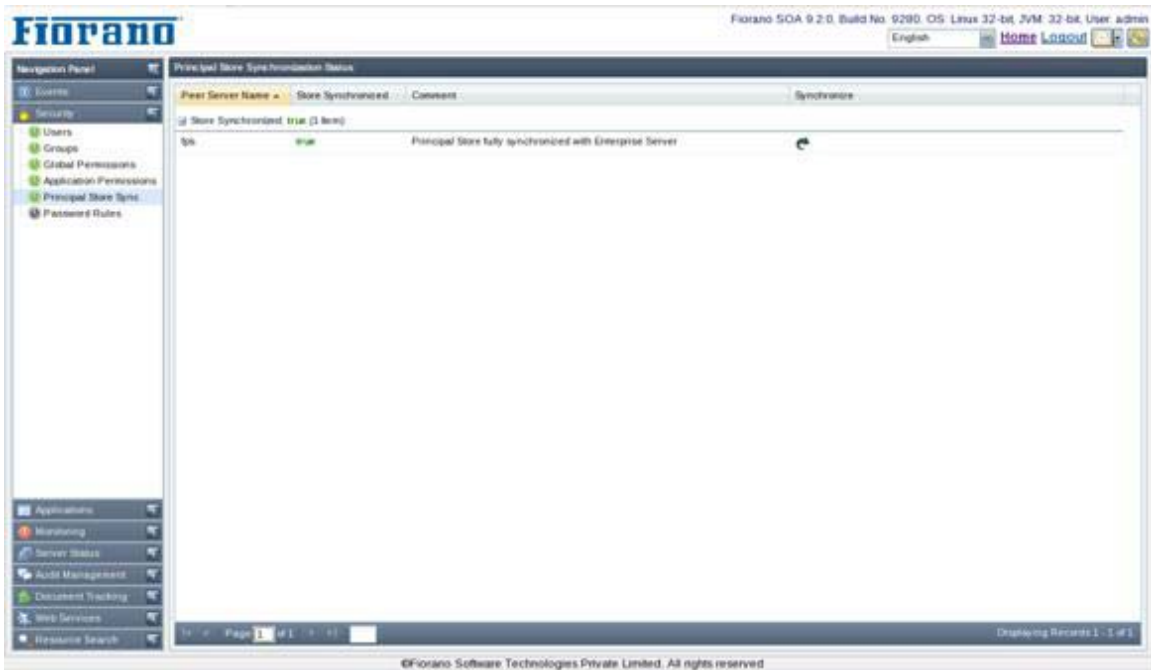 Fiorano
Fiorano SOA 9.2.0, Build No. 9280, OS: Linux 32-bit, JVM: 32-bit, User: admin
English Home Logout
Navigation Panel
Events
Security
Users
Groups
Global Permissions
Application Permissions
Principal Store Sync
Password Rules
Applications
Monitoring
Server Status
Audit Management
Document Tracking
Web Services
Resource Search
Principal Store Synchronization Status
Peer Server Name Store Synchronized Comment Synchronize
Store Synchronized: true (1 Item)
fps true Principal Store fully synchronized with Enterprise Server
Page 1 of 1
Displaying Records 1 - 1 of 1
©Fiorano Software Technologies Private Limited. All rights reserved